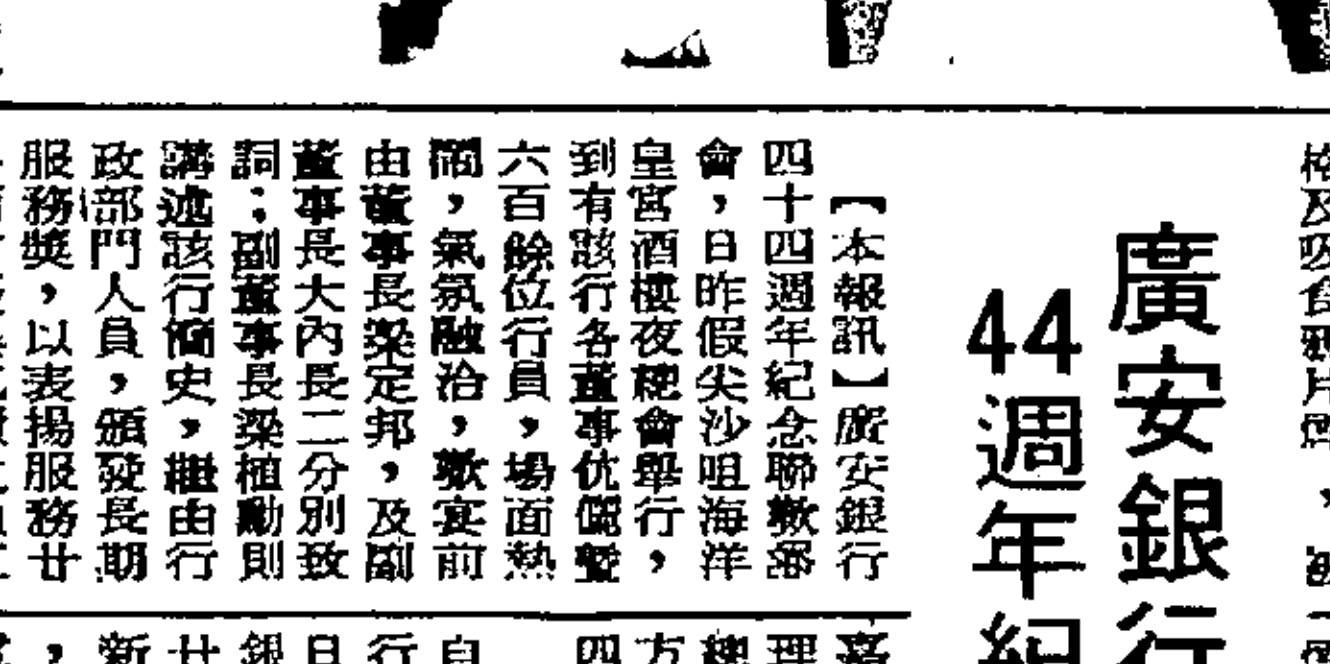 廣安銀行
44週年紀
【本報訊】廣安銀行
四十四週年紀念聯歡
會，日昨假尖沙咀海洋
皇宮酒樓夜總會舉行，
到有該行各董事伉儷暨
六百餘位行員，場面熱
鬧，氣氛融洽，歡宴前
由董事長梁定邦，及副
董事長大內長二分別致
詞；副董事長梁植勳則
講述該行簡史，繼由行
政部門人員，頒發長期
服務獎，以表揚服務廿